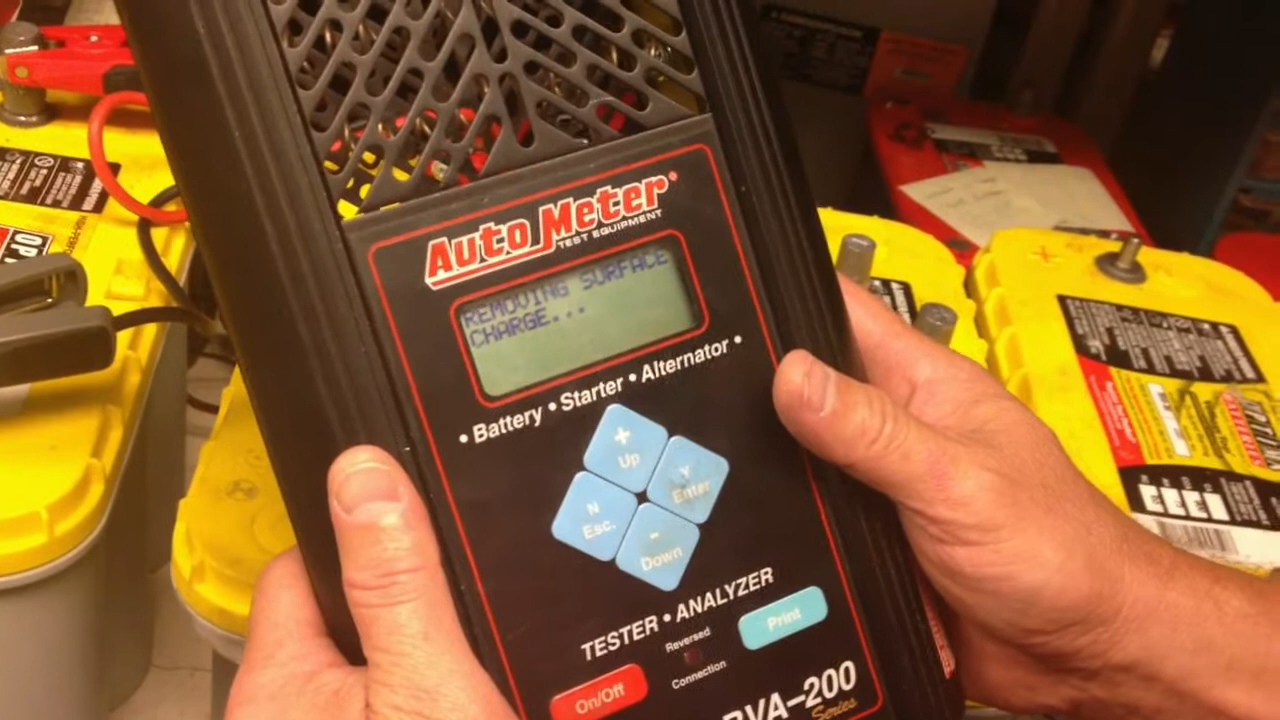 Auto Meter
TEST EQUIPMENT
REMOVING SURFACE
CHARGE...
• Battery • Starter • Alternator •
+
Up
Y
Enter
N
Esc.
-
Down
TESTER • ANALYZER
Reversed
Connection
Print
On/Off
BVA-200
Series
OP